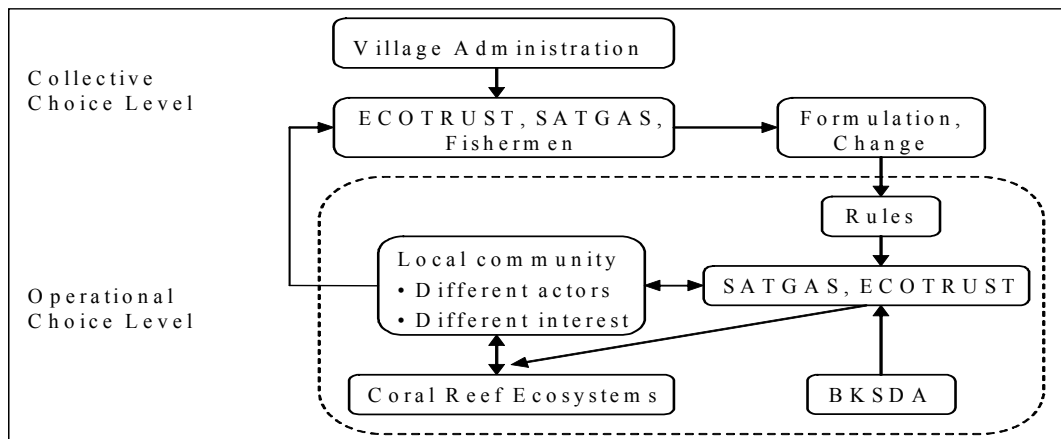 Village Administration
Collective
Choice Level
ECOTRUST, SATGAS,
Fishermen
Formulation,
Change
Rules
Local community
• Different actors
• Different interest
SATGAS, ECOTRUST
Operational
Choice Level
Coral Reef Ecosystems
BKSDA